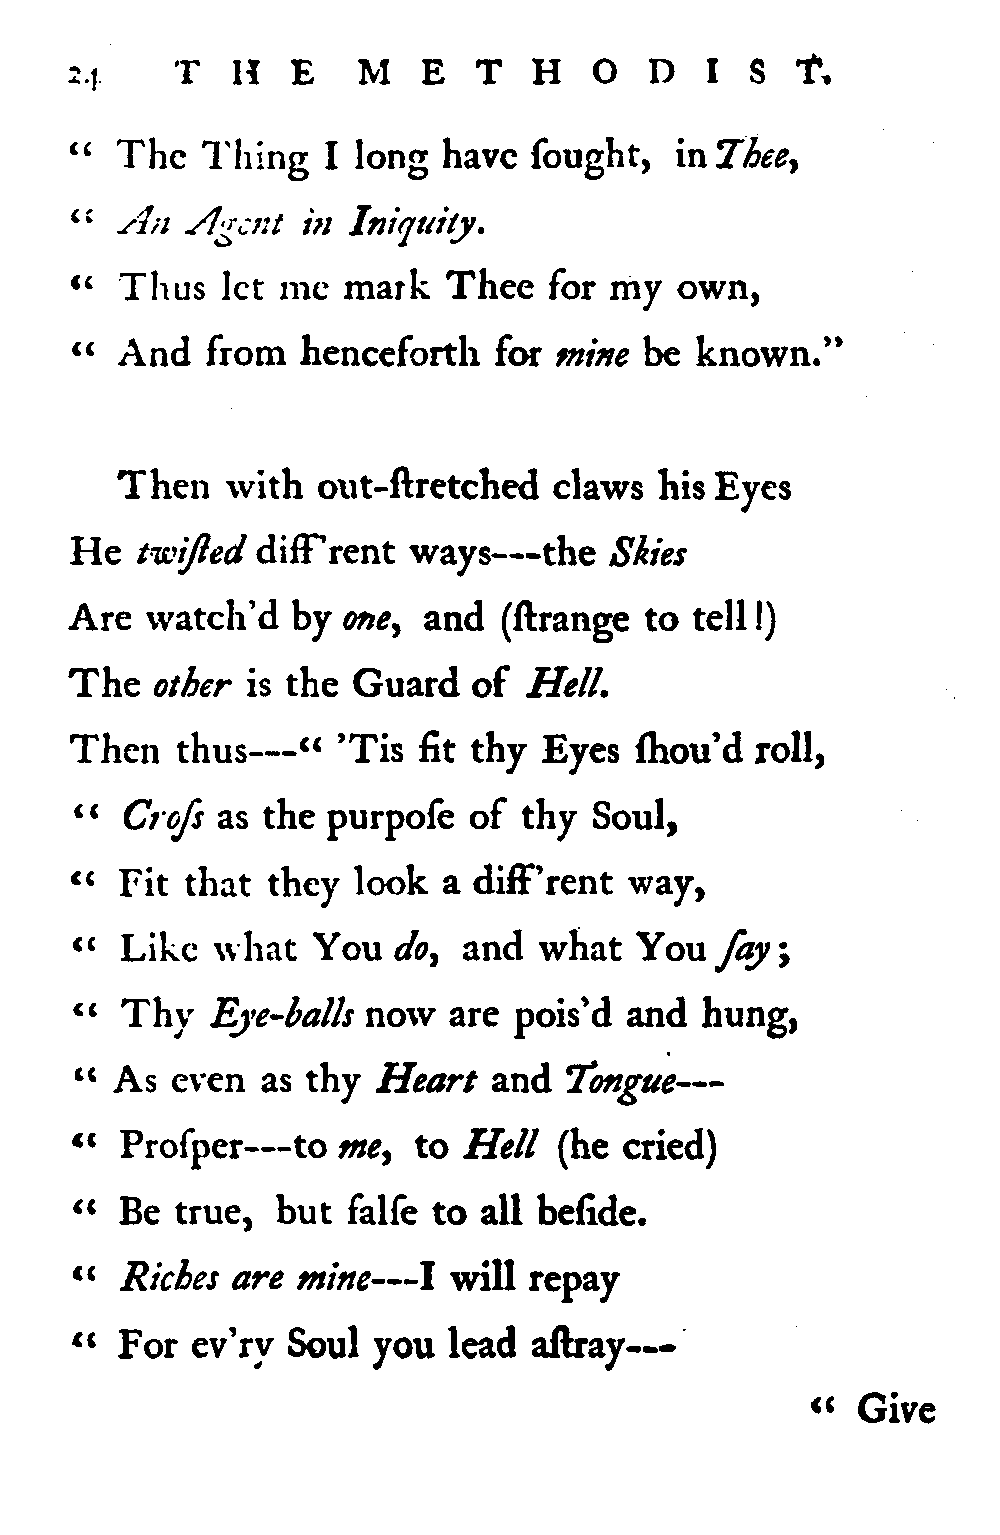 24 THE METHODIST.
“ The Thing I long have ſought, in Thee,
“ An Agent in Iniquity.
“ Thus let me mark Thee for my own,
“ And from henceforth for mine be known.”
Then with out-ſtretched claws his Eyes
He twiſted diff'rent ways---the Skies
Are watch'd by one, and (ſtrange to tell!)
The other is the Guard of Hell.
Then thus---“ 'Tis fit thy Eyes ſhou'd roll,
“ Croſs as the purpoſe of thy Soul,
“ Fit that they look a diff'rent way,
“ Like what You do, and what You ſay;
“ Thy Eye-balls now are pois'd and hung,
“ As even as thy Heart and Tongue---
“ Proſper---to me, to Hell (he cried)
“ Be true, but falſe to all beſide.
“ Riches are mine---I will repay
“ For ev'ry Soul you lead aſtray---
“ Give